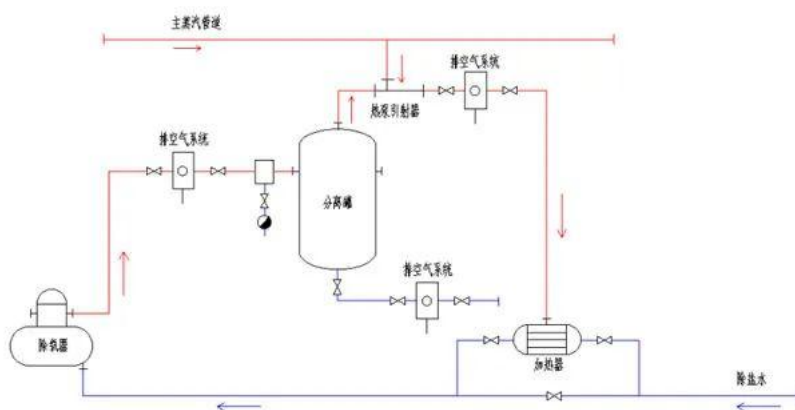 主蒸汽管道
排空气系统
热泵引射器
排空气系统
分离罐
排空气系统
除氧器
加热器
除盐水